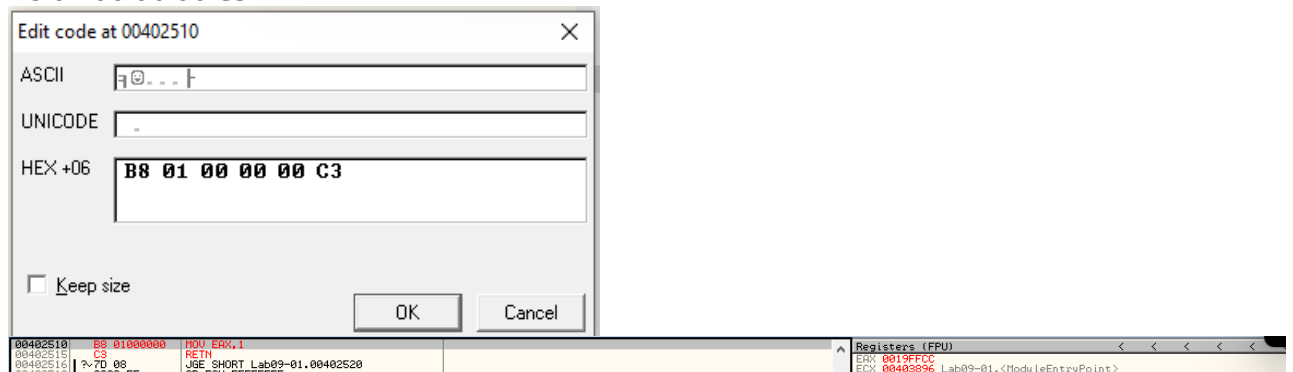 Edit code at 00402510
ASCII ╕☺...├
UNICODE .
HEX +06 B8 01 00 00 00 C3
Keep size
OK Cancel
00402510 B8 01000000 MOV EAX,1
00402515 C3 RETN
00402516 ?~7D 08 JGE SHORT Lab09-01.00402520
Registers (FPU) < < < < <
EAX 0019FFCC
ECX 00403896 Lab09-01.<ModuleEntryPoint>